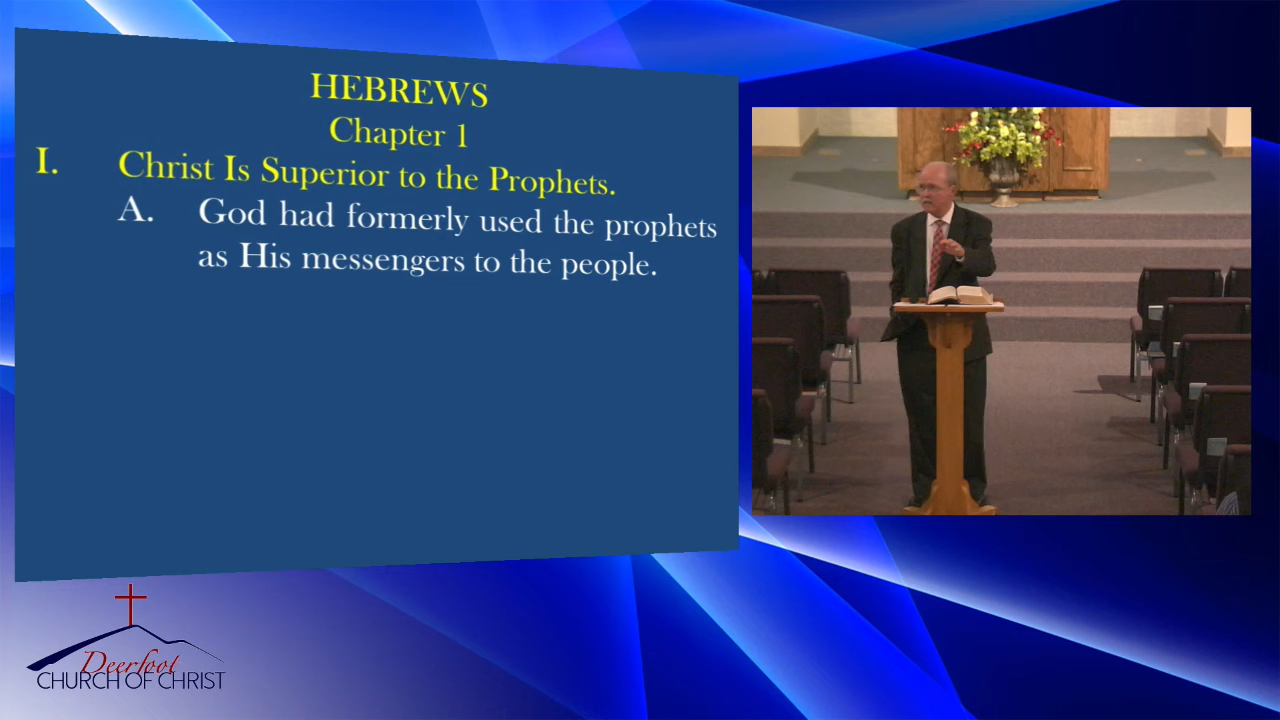 HEBREWS
Chapter 1
I. Christ Is Superior to the Prophets.
A. God had formerly used the prophets
as His messengers to the people.
Deerfoot
CHURCH OF CHRIST